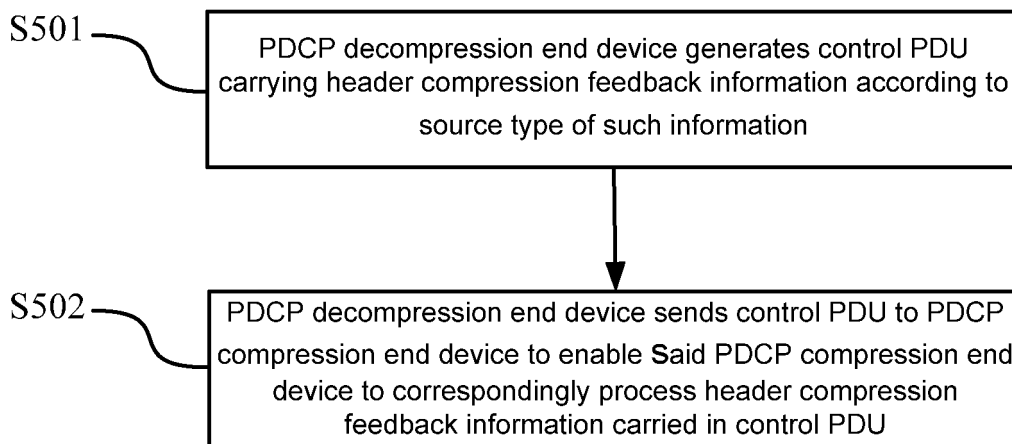 S501
PDCP decompression end device generates control PDU
carrying header compression feedback information according to
source type of such information
S502
PDCP decompression end device sends control PDU to PDCP
compression end device to enable Said PDCP compression end
device to correspondingly process header compression
feedback information carried in control PDU